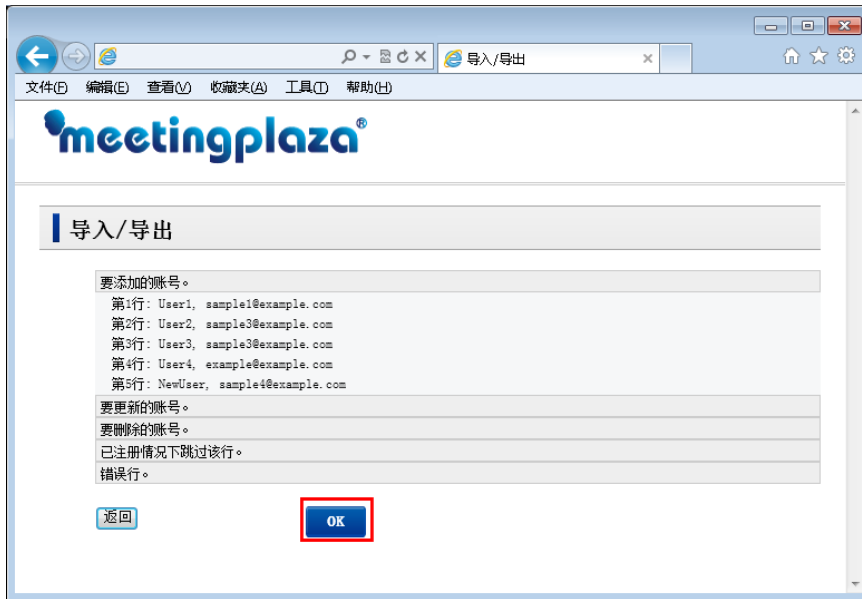 导入/导出
文件(F) 编辑(E) 查看(V) 收藏夹(A) 工具(T) 帮助(H)
meetingplaza®
导入/导出
要添加的账号。
第1行: User1, sample1@example.com
第2行: User2, sample3@example.com
第3行: User3, sample3@example.com
第4行: User4, example@example.com
第5行: NewUser, sample4@example.com
要更新的账号。
要删除的账号。
已注册情况下跳过该行。
错误行。
返回 OK